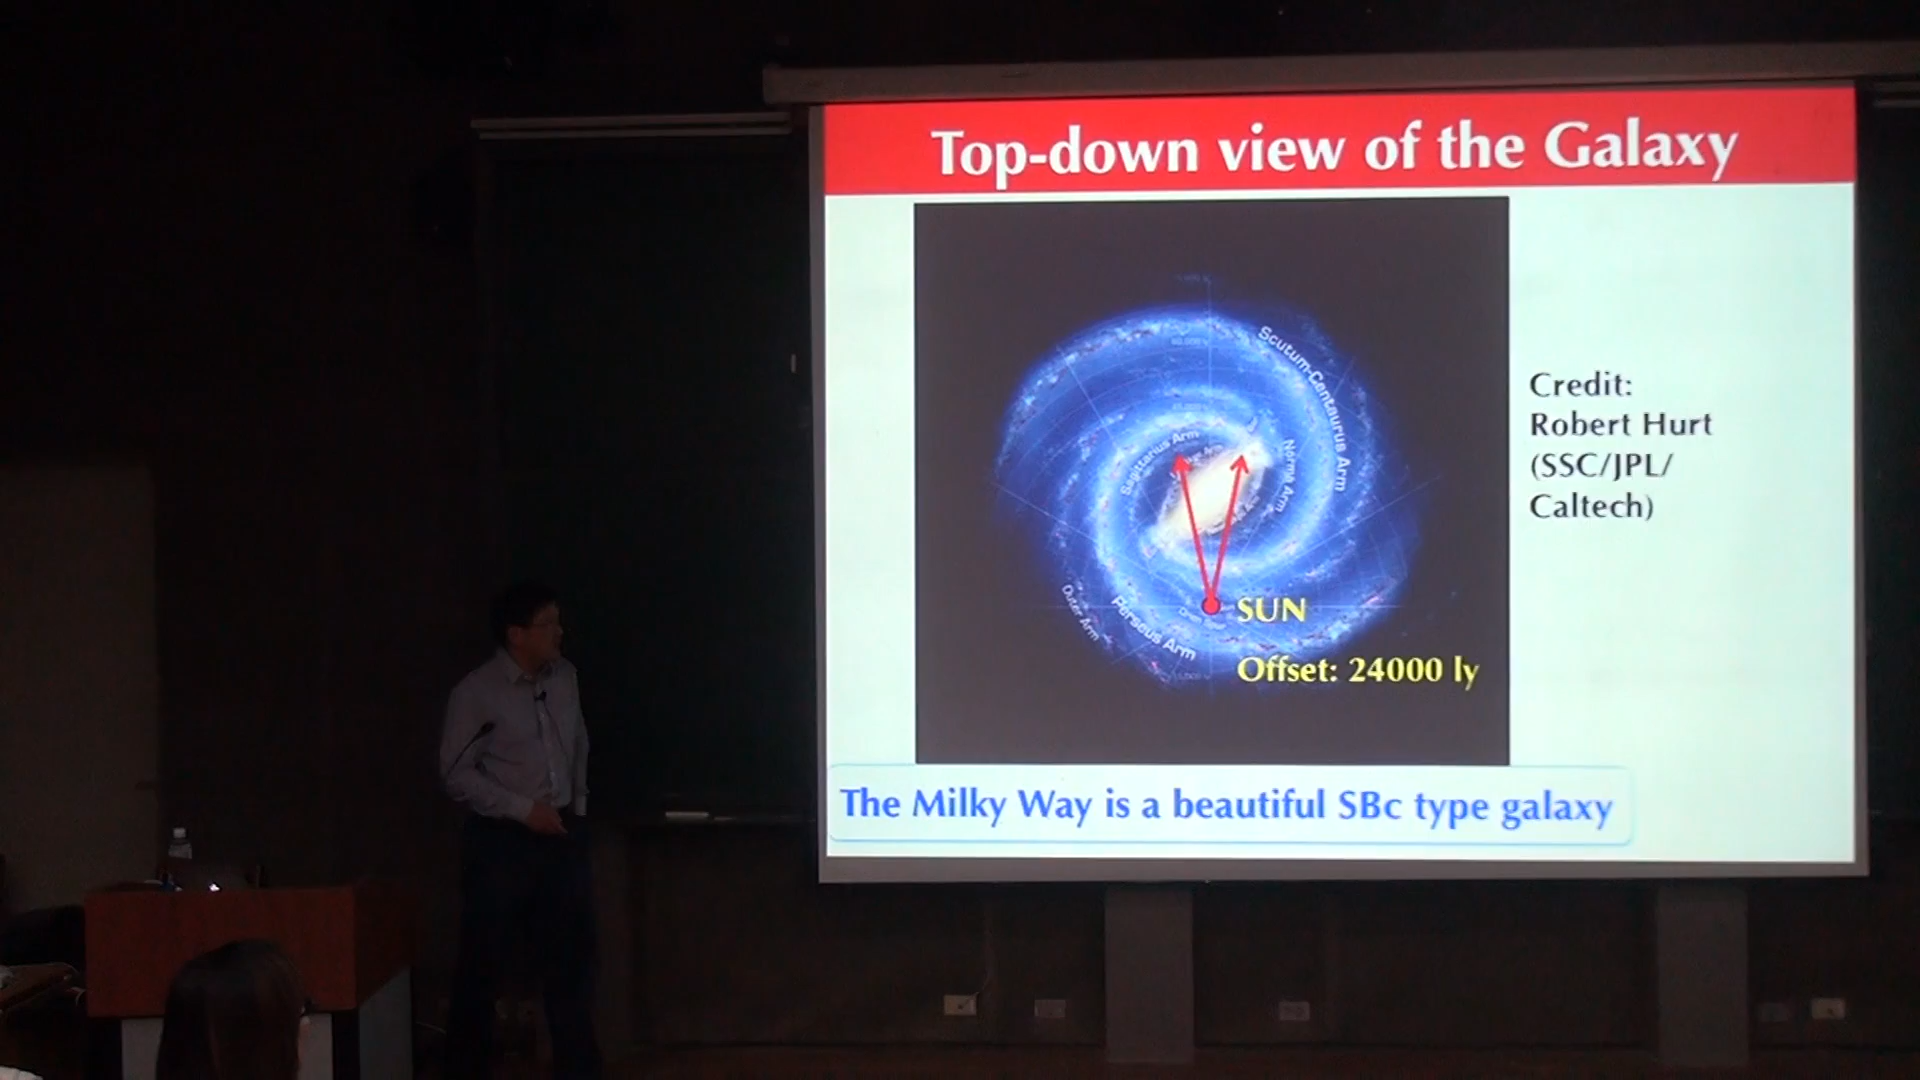 Top-down view of the Galaxy
Scutum-Centaurus Arm
Sagittarius Arm
Norma Arm
Credit:
Robert Hurt
(SSC/JPL/
Caltech)
Outer Arm
Perseus Arm
SUN
Offset: 24000 ly
The Milky Way is a beautiful SBc type galaxy